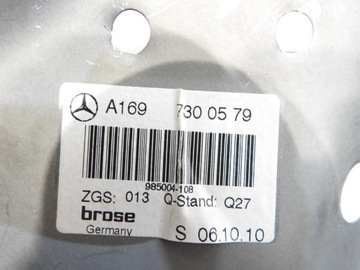 A169 730 05 79
985004-108
ZGS: 013 Q-Stand: Q27
brose
Germany S 06.10.10